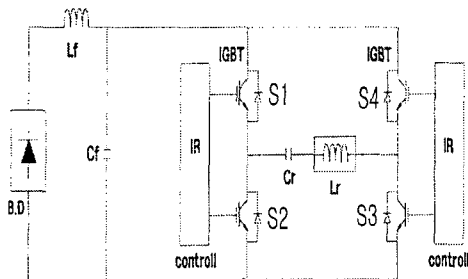 Lf
IGBT
IGBT
S1
S4
IR
IR
Cf
Cr
Lr
B.D
S2
S3
controll
controll